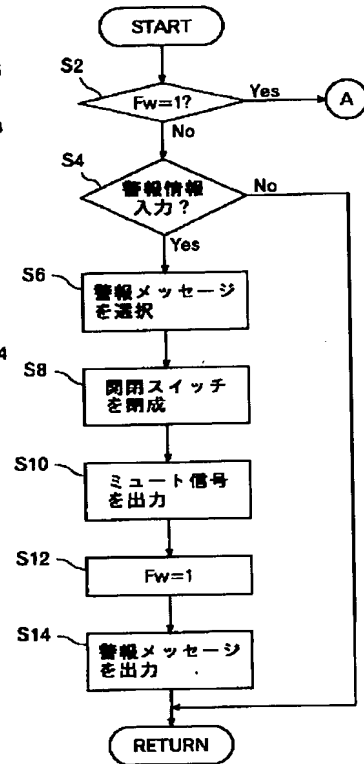 START
S2
Fw=1?
Yes
A
No
S4
警報情報
入力？
No
Yes
S6
警報メッセージ
を選択
S8
開閉スイッチ
を閉成
S10
ミュート信号
を出力
S12
Fw=1
S14
警報メッセージ
を出力
RETURN